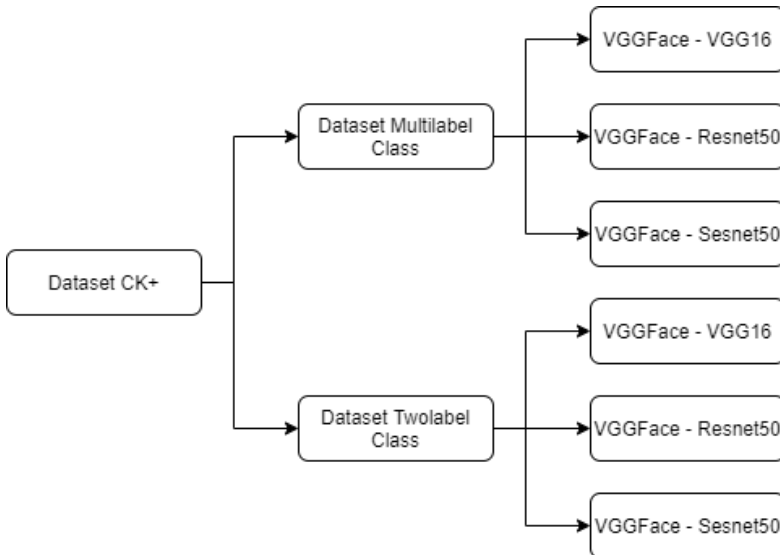 VGGFace - VGG16
Dataset Multilabel
Class
VGGFace - Resnet50
VGGFace - Sesnet50
Dataset CK+
VGGFace - VGG16
Dataset Twolabel
Class
VGGFace - Resnet50
VGGFace - Sesnet50